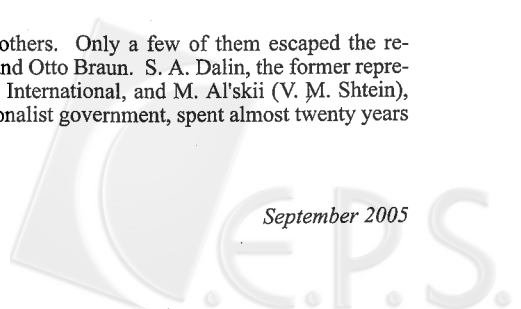 others. Only a few of them escaped the re-
nd Otto Braun. S. A. Dalin, the former repre-
International, and M. Al'skii (V. M. Shtein),
onalist government, spent almost twenty years
September 2005
C.E.P.S.